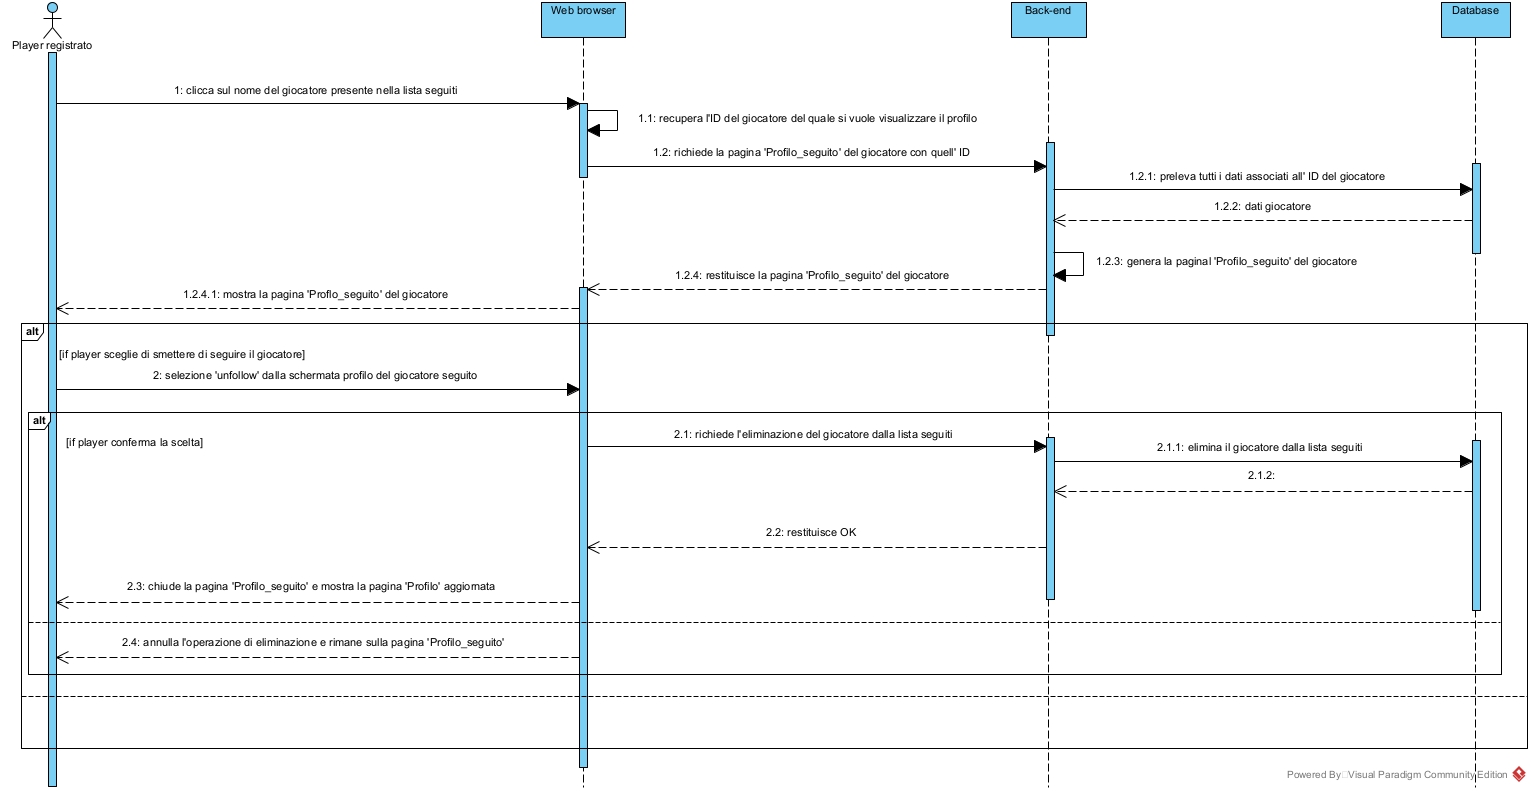 Web browser
Back-end
Database
Player registrato
1: clicca sul nome del giocatore presente nella lista seguiti
1.1: recupera l'ID del giocatore del quale si vuole visualizzare il profilo
1.2: richiede la pagina 'Profilo_seguito' del giocatore con quell' ID
1.2.1: preleva tutti i dati associati all' ID del giocatore
1.2.2: dati giocatore
1.2.3: genera la paginal 'Profilo_seguito' del giocatore
1.2.4: restituisce la pagina 'Profilo_seguito' del giocatore
1.2.4.1: mostra la pagina 'Proflo_seguito' del giocatore
alt
[if player sceglie di smettere di seguire il giocatore]
2: selezione 'unfollow' dalla schermata profilo del giocatore seguito
alt
[if player conferma la scelta]
2.1: richiede l'eliminazione del giocatore dalla lista seguiti
2.1.1: elimina il giocatore dalla lista seguiti
2.1.2:
2.2: restituisce OK
2.3: chiude la pagina 'Profilo_seguito' e mostra la pagina 'Profilo' aggiornata
2.4: annulla l'operazione di eliminazione e rimane sulla pagina 'Profilo_seguito'
Powered By Visual Paradigm Community Edition